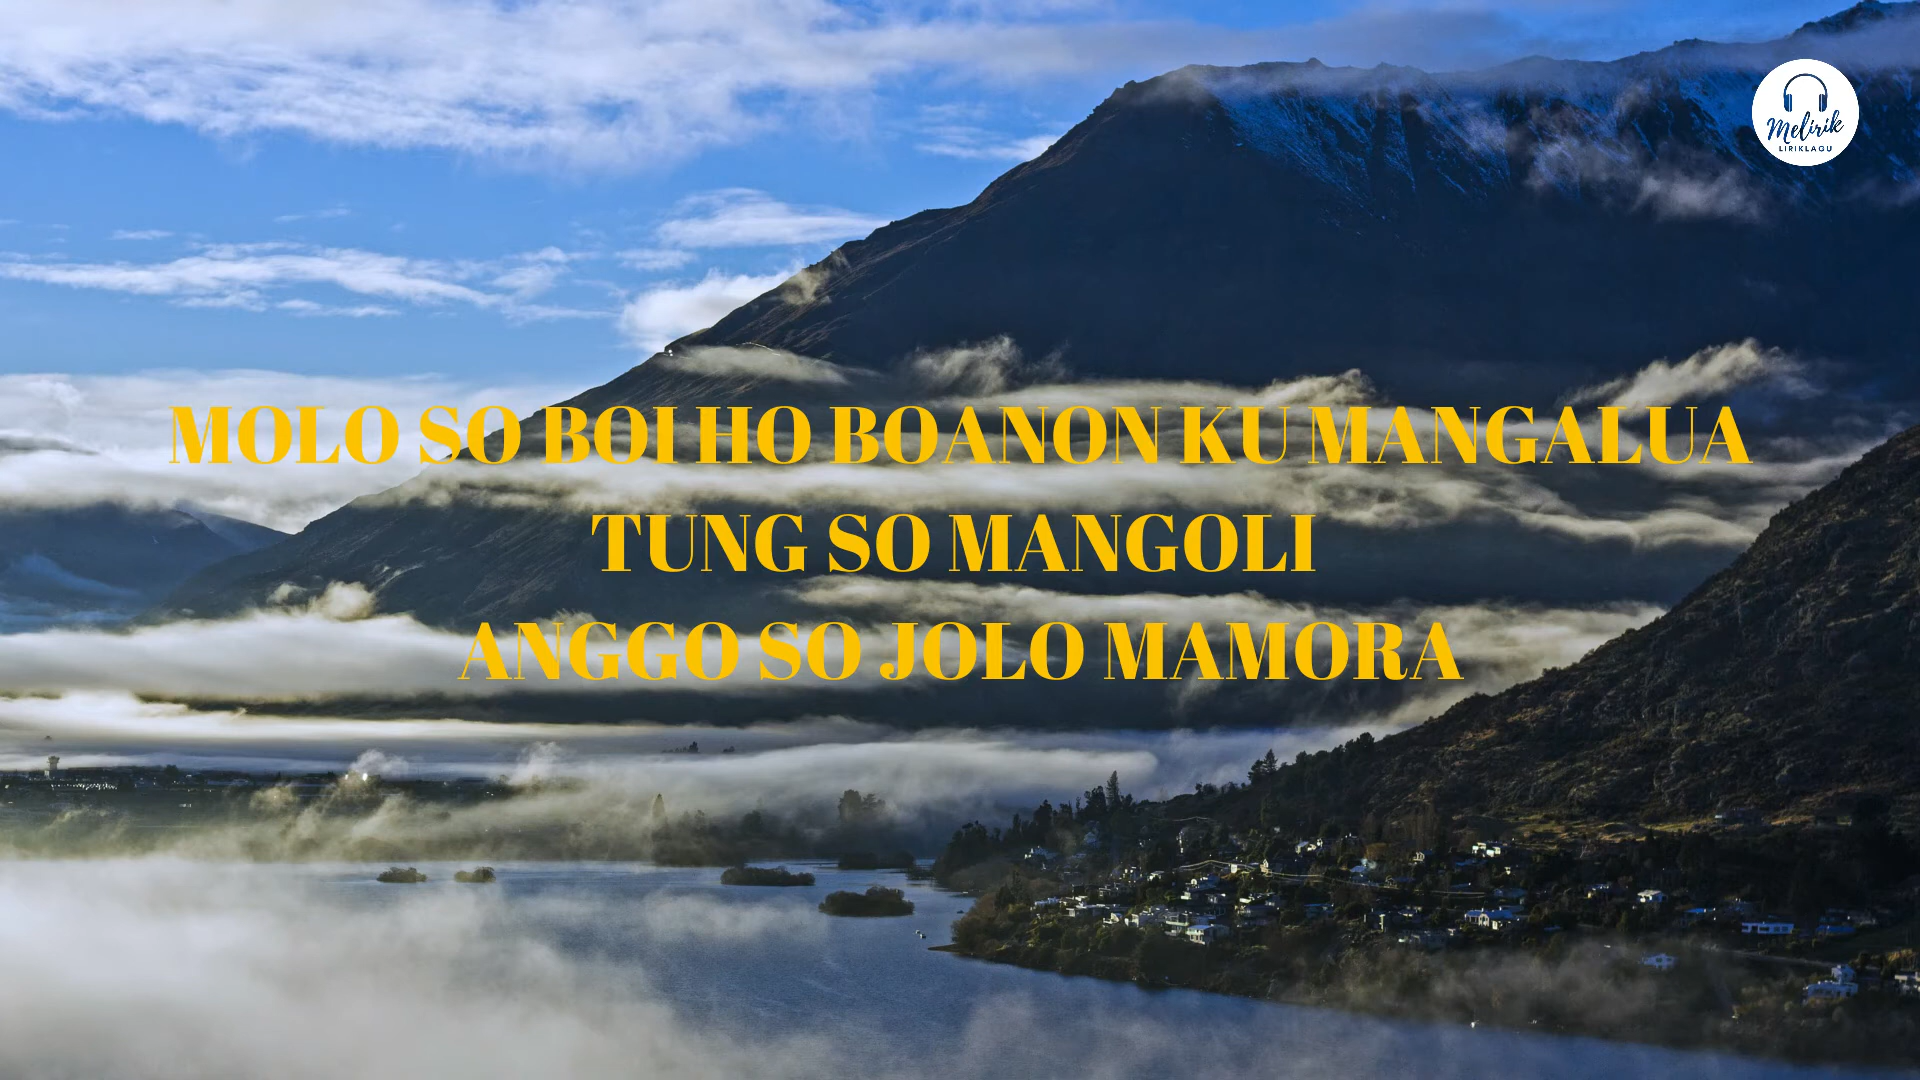 Melirik
LIRIKLAGU
MOLO SO BOI HO BOANON KU MANGALUA
TUNG SO MANGOLI
ANGGO SO JOLO MAMORA